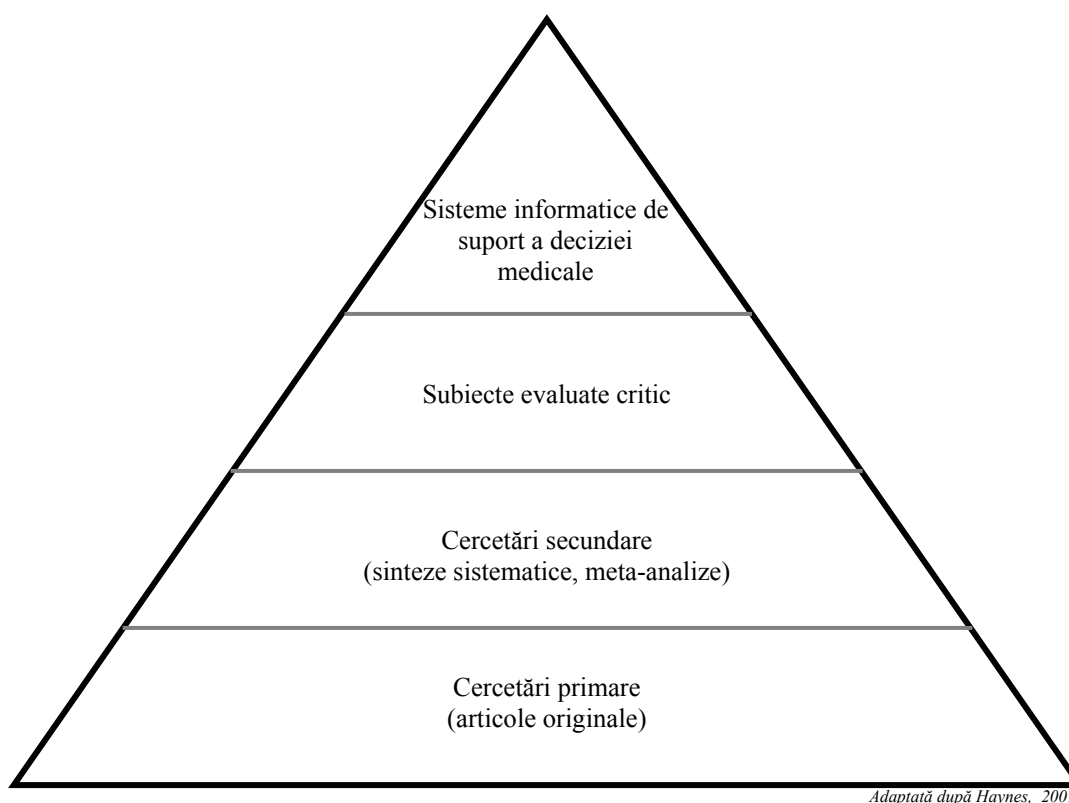 Sisteme informatice de
suport a deciziei
medicale
Subiecte evaluate critic
Cercetări secundare
(sinteze sistematice, meta-analize)
Cercetări primare
(articole originale)
Adaptată după Haynes, 200